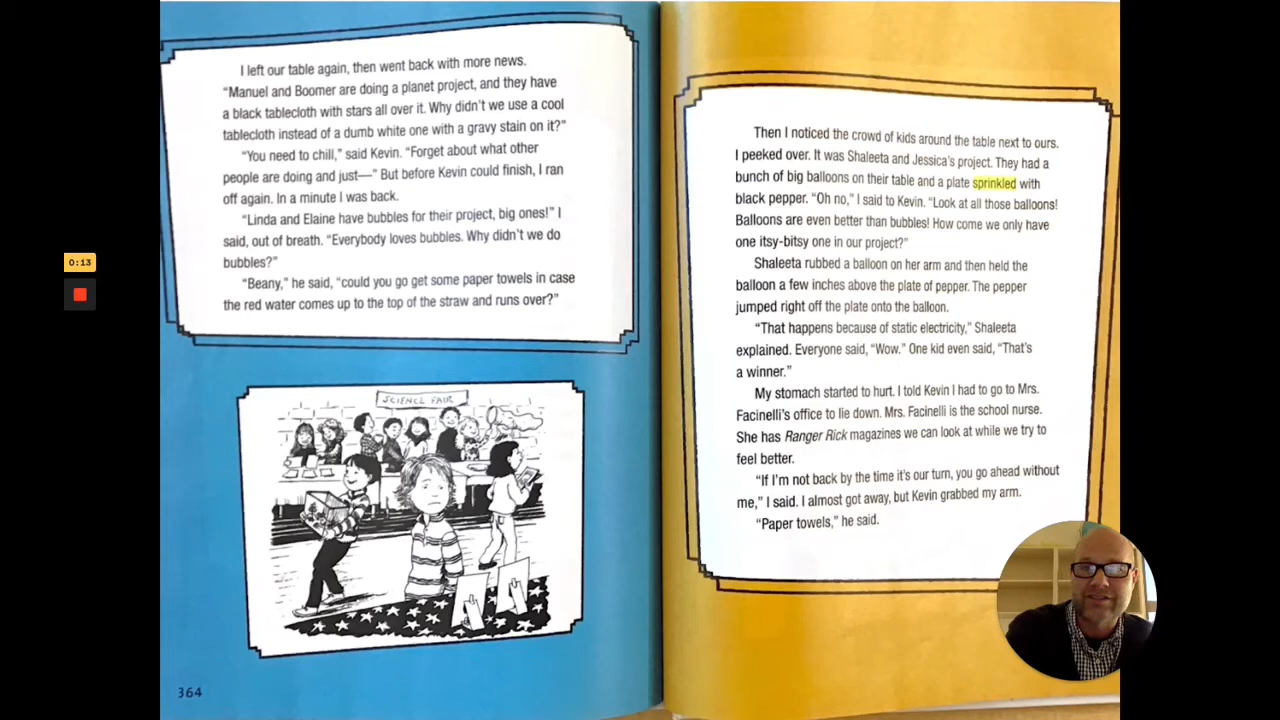 I left our table again, then went back with more news.
“Manuel and Boomer are doing a planet project, and they have
a black tablecloth with stars all over it. Why didn’t we use a cool
tablecloth instead of a dumb white one with a gravy stain on it?”
“You need to chill,” said Kevin. “Forget about what other
people are doing and just—” But before Kevin could finish, I ran
off again. In a minute I was back.
“Linda and Elaine have bubbles for their project, big ones!” I
said, out of breath. “Everybody loves bubbles. Why didn’t we do
bubbles?”
“Beany,” he said, “could you go get some paper towels in case
the red water comes up to the top of the straw and runs over?”
SCIENCE FAIR
364
Then I noticed the crowd of kids around the table next to ours.
I peeked over. It was Shaleeta and Jessica’s project. They had a
bunch of big balloons on their table and a plate sprinkled with
black pepper. “Oh no,” I said to Kevin. “Look at all those balloons!
Balloons are even better than bubbles! How come we only have
one itsy-bitsy one in our project?”
Shaleeta rubbed a balloon on her arm and then held the
balloon a few inches above the plate of pepper. The pepper
jumped right off the plate onto the balloon.
“That happens because of static electricity,” Shaleeta
explained. Everyone said, “Wow.” One kid even said, “That’s
a winner.”
My stomach started to hurt. I told Kevin I had to go to Mrs.
Facinelli’s office to lie down. Mrs. Facinelli is the school nurse.
She has Ranger Rick magazines we can look at while we try to
feel better.
“If I’m not back by the time it’s our turn, you go ahead without
me,” I said. I almost got away, but Kevin grabbed my arm.
“Paper towels,” he said.
0:13